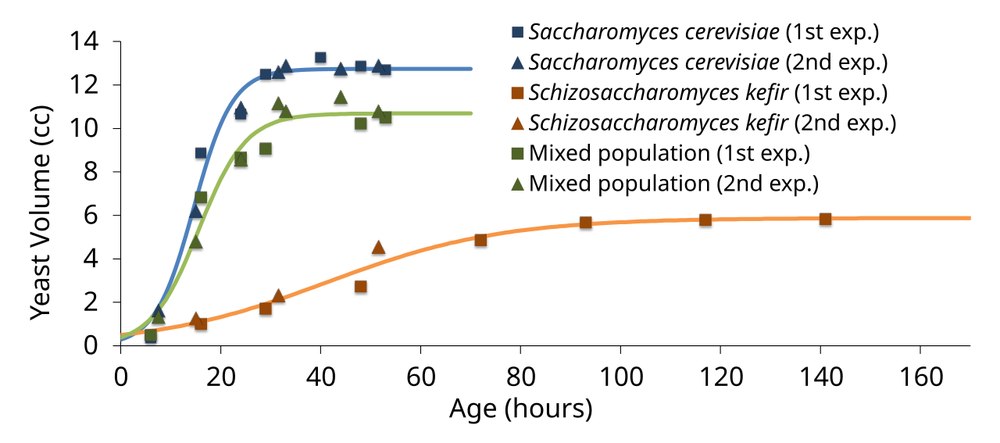 Saccharomyces cerevisiae (1st exp.)
Saccharomyces cerevisiae (2nd exp.)
Schizosaccharomyces kefir (1st exp.)
Schizosaccharomyces kefir (2nd exp.)
Mixed population (1st exp.)
Mixed population (2nd exp.)
Yeast Volume (cc)
14
12
10
8
6
4
2
0
0 20 40 60 80 100 120 140 160
Age (hours)